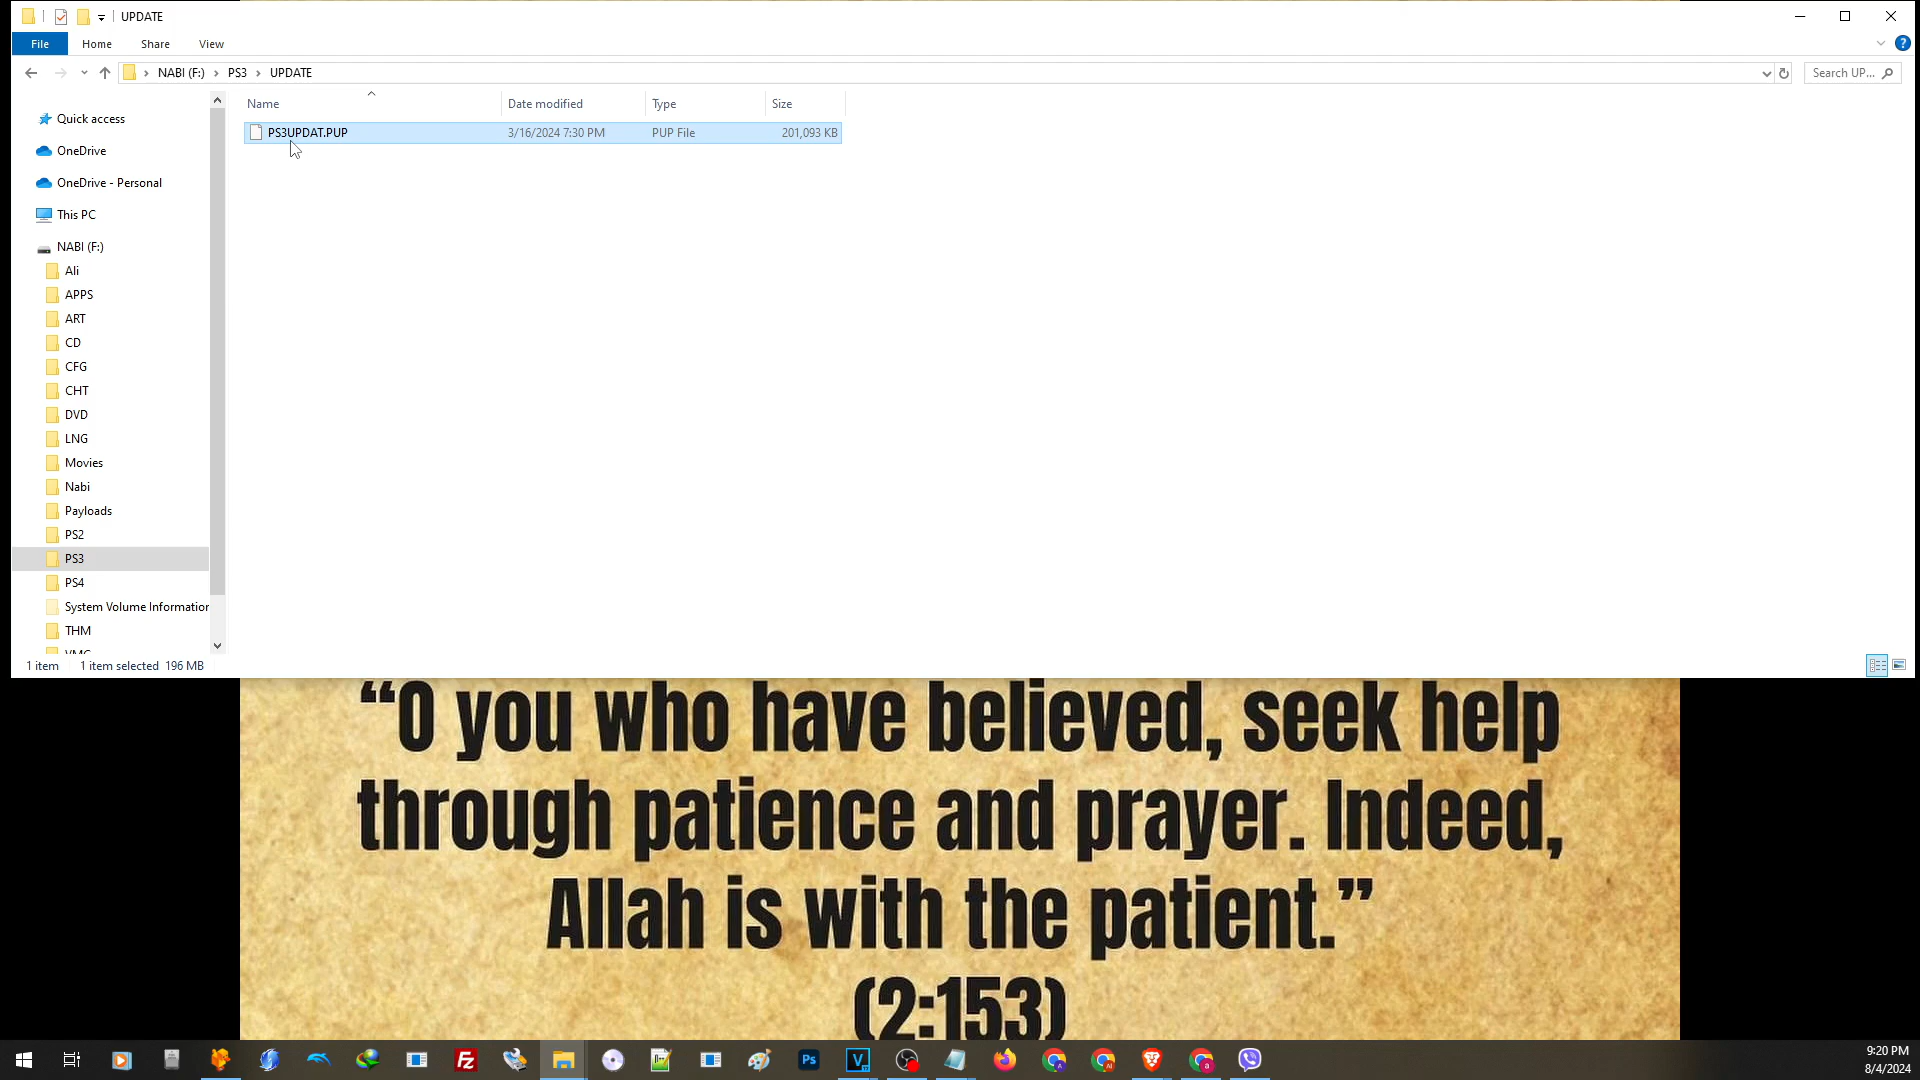 UPDATE
File Home Share View
NABI (F:) PS3 UPDATE
Search UP...
Name Date modified Type Size
PS3UPDAT.PUP 3/16/2024 7:30 PM PUP File 201,093 KB
Quick access
OneDrive
OneDrive - Personal
This PC
NABI (F:)
Ali
APPS
ART
CD
CFG
CHT
DVD
LNG
Movies
Nabi
Payloads
PS2
PS3
PS4
System Volume Information
THM
VMC
1 item 1 item selected 196 MB
“O you who have believed, seek help
through patience and prayer. Indeed,
Allah is with the patient.”
(2:153)
Fz Ps V
9:20 PM
8/4/2024